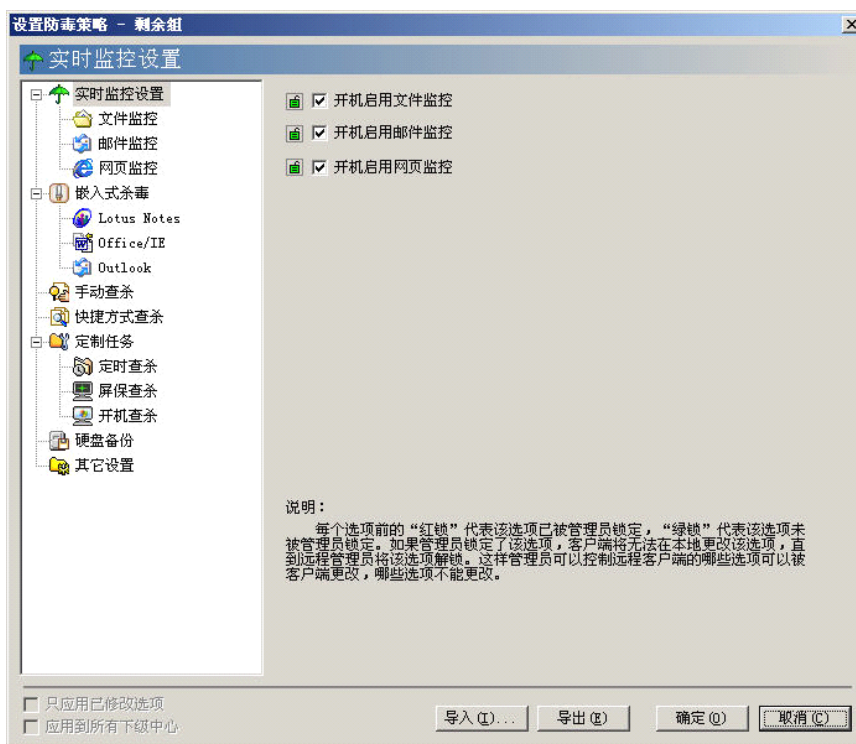 设置防毒策略 - 剩余组
实时监控设置
实时监控设置
文件监控
邮件监控
网页监控
嵌入式杀毒
Lotus Notes
Office/IE
Outlook
手动查杀
快捷方式查杀
定制任务
定时查杀
屏保查杀
开机查杀
硬盘备份
其它设置
开机启用文件监控
开机启用邮件监控
开机启用网页监控
说明：
每个选项前的“红锁”代表该选项已被管理员锁定，“绿锁”代表该选项未
被管理员锁定。如果管理员锁定了该选项，客户端将无法在本地更改该选项，直
到远程管理员将该选项解锁。这样管理员可以控制远程客户端的哪些选项可以被
客户端更改，哪些选项不能更改。
只应用已修改选项
应用到所有下级中心
导入(I)... 导出(E) 确定(O) 取消(C)